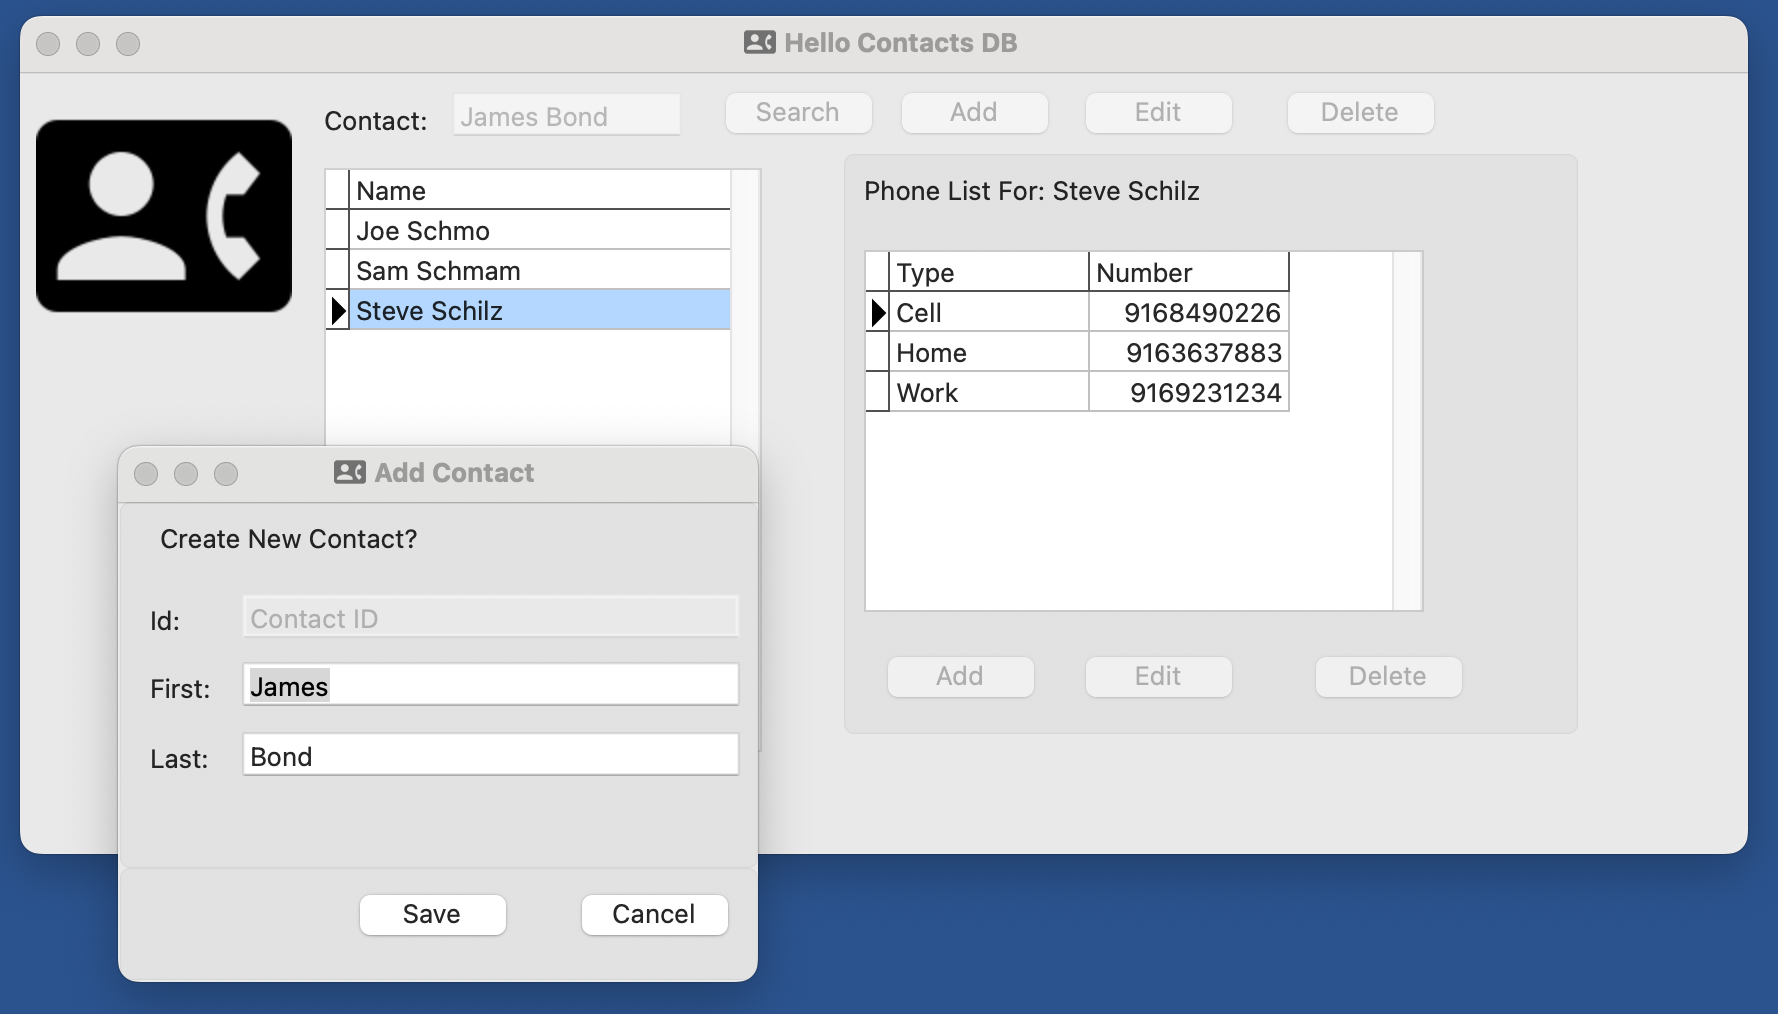 Hello Contacts DB
Contact: James Bond Search Add Edit Delete
Name
Joe Schmo
Sam Schmam
Steve Schilz
Phone List For: Steve Schilz
Type Number
Cell 9168490226
Home 9163637883
Work 9169231234
Add Edit Delete
Add Contact
Create New Contact?
Id: Contact ID
First: James
Last: Bond
Save Cancel